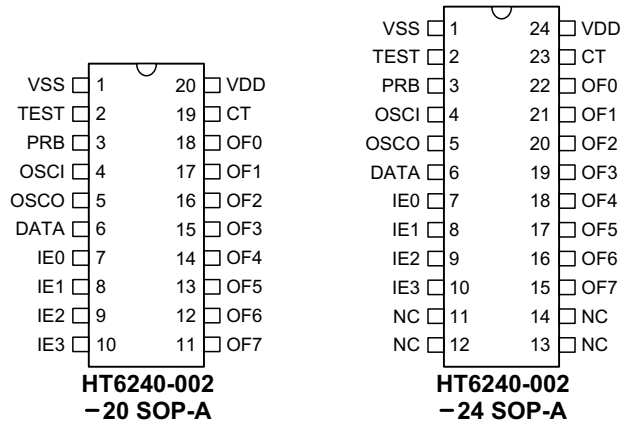 VSS 1 20 VDD
TEST 2 19 CT
PRB 3 18 OF0
OSCI 4 17 OF1
OSCO 5 16 OF2
DATA 6 15 OF3
IE0 7 14 OF4
IE1 8 13 OF5
IE2 9 12 OF6
IE3 10 11 OF7
HT6240-002
−20 SOP-A
VSS 1 24 VDD
TEST 2 23 CT
PRB 3 22 OF0
OSCI 4 21 OF1
OSCO 5 20 OF2
DATA 6 19 OF3
IE0 7 18 OF4
IE1 8 17 OF5
IE2 9 16 OF6
IE3 10 15 OF7
NC 11 14 NC
NC 12 13 NC
HT6240-002
−24 SOP-A